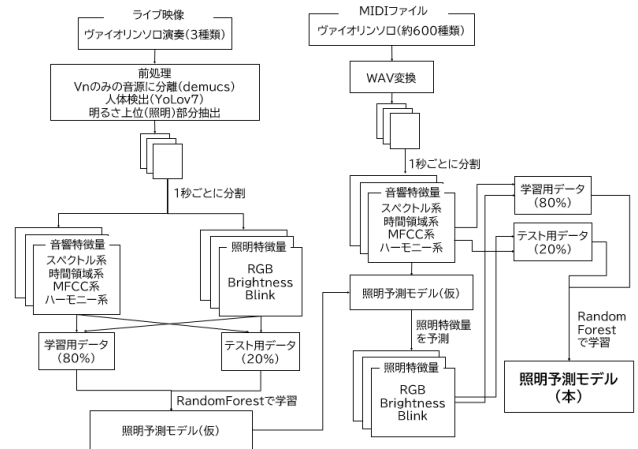 ライブ映像
ヴァイオリンソロ演奏(3種類)
前処理
Vnのみの音源に分離(demucs)
人体検出(YoLov7)
明るさ上位(照明)部分抽出
1秒ごとに分割
音響特徴量
スペクトル系
時間領域系
MFCC系
ハーモニー系
照明特徴量
RGB
Brightness
Blink
学習用データ
(80%)
テスト用データ
(20%)
RandomForestで学習
照明予測モデル(仮)
MIDIファイル
ヴァイオリンソロ(約600種類)
WAV変換
1秒ごとに分割
音響特徴量
スペクトル系
時間領域系
MFCC系
ハーモニー系
学習用データ
(80%)
テスト用データ
(20%)
照明予測モデル(仮)
照明特徴量
を予測
照明特徴量
RGB
Brightness
Blink
Random
Forest
で学習
照明予測モデル
(本)